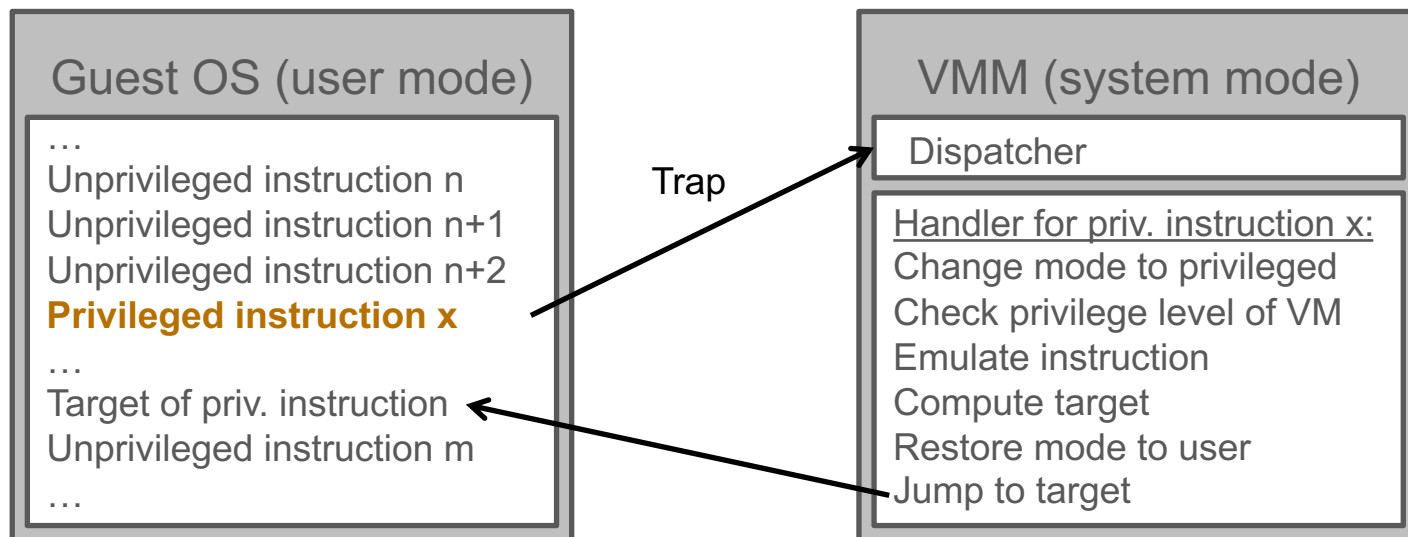 Guest OS (user mode)
…
Unprivileged instruction n
Unprivileged instruction n+1
Unprivileged instruction n+2
Privileged instruction x
…
Target of priv. instruction
Unprivileged instruction m
…
Trap
VMM (system mode)
Dispatcher
Handler for priv. instruction x:
Change mode to privileged
Check privilege level of VM
Emulate instruction
Compute target
Restore mode to user
Jump to target